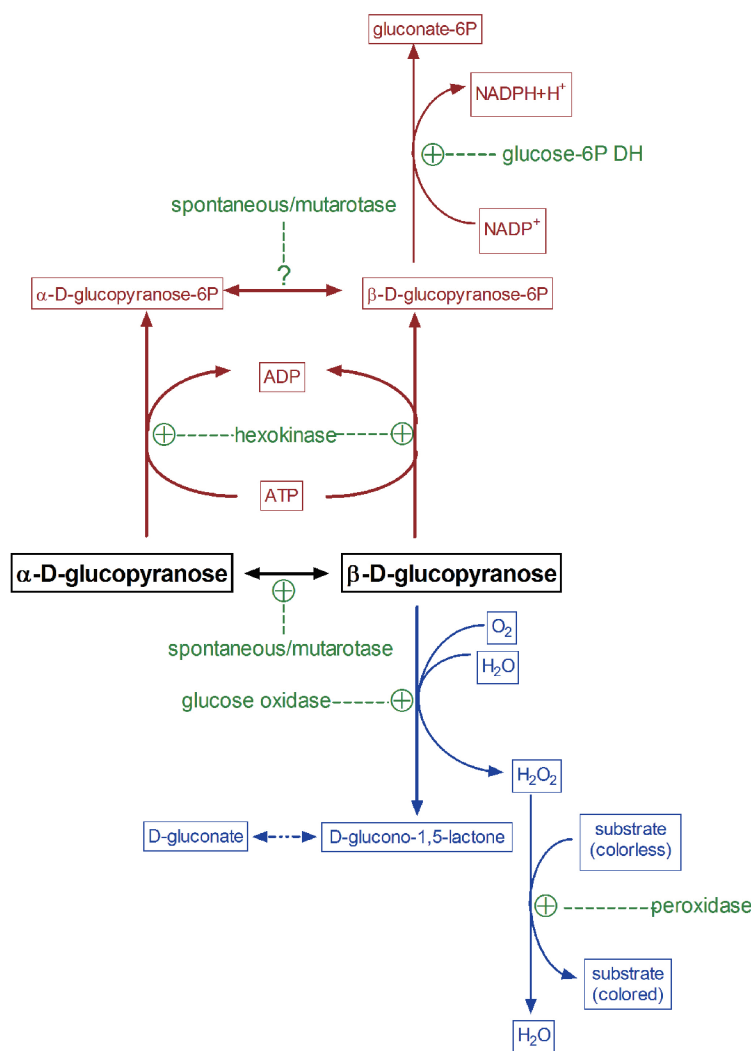 gluconate-6P
NADPH+H⁺
glucose-6P DH
spontaneous/mutarotase
NADP⁺
?
α-D-glucopyranose-6P
β-D-glucopyranose-6P
ADP
hexokinase
ATP
α-D-glucopyranose
β-D-glucopyranose
O₂
spontaneous/mutarotase
H₂O
glucose oxidase
H₂O₂
D-gluconate
D-glucono-1,5-lactone
substrate
(colorless)
peroxidase
substrate
(colored)
H₂O